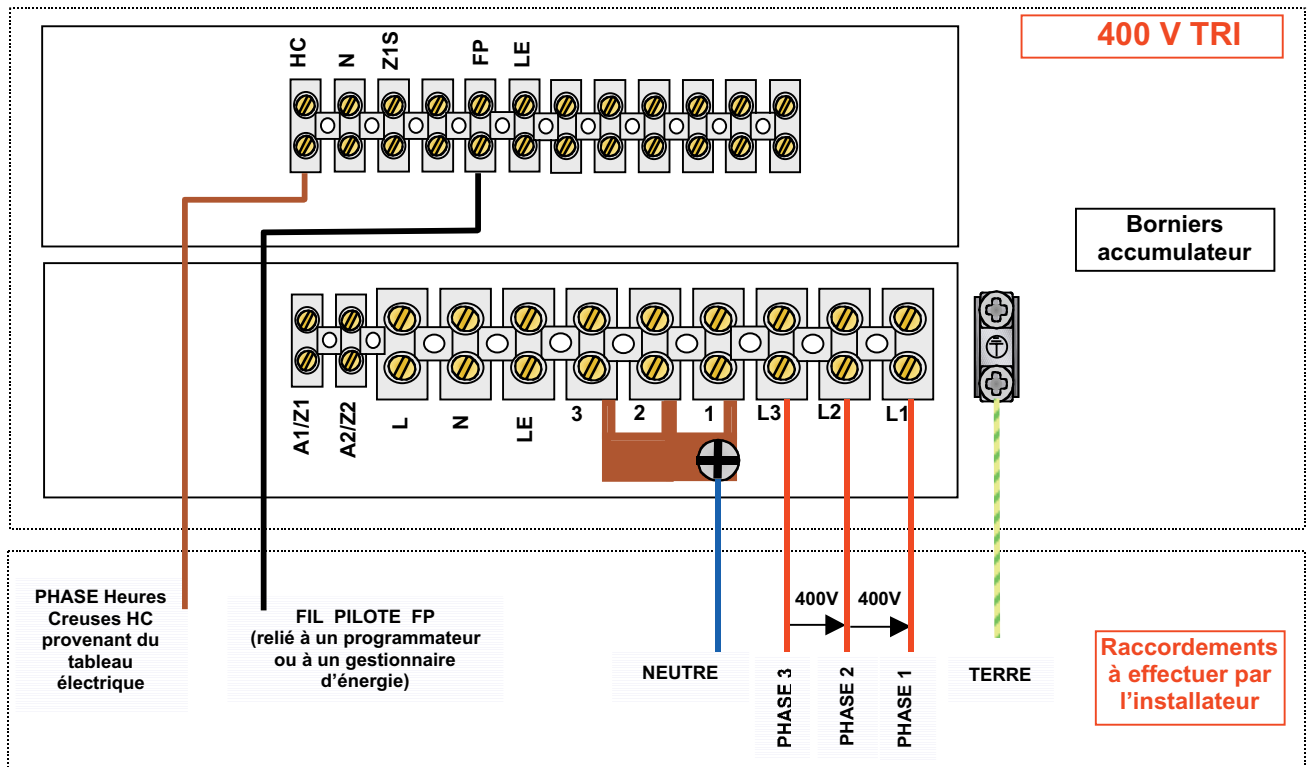 400 V TRI
HC
N
Z1S
FP
LE
Borniers
accumulateur
A1/Z1
A2/Z2
L
N
LE
3
2
1
L3
L2
L1
400V
400V
PHASE Heures
Creuses HC
provenant du
tableau
électrique
FIL PILOTE FP
(relié à un programmateur
ou à un gestionnaire
d'énergie)
NEUTRE
PHASE 3
PHASE 2
PHASE 1
TERRE
Raccordements
à effectuer par
l'installateur